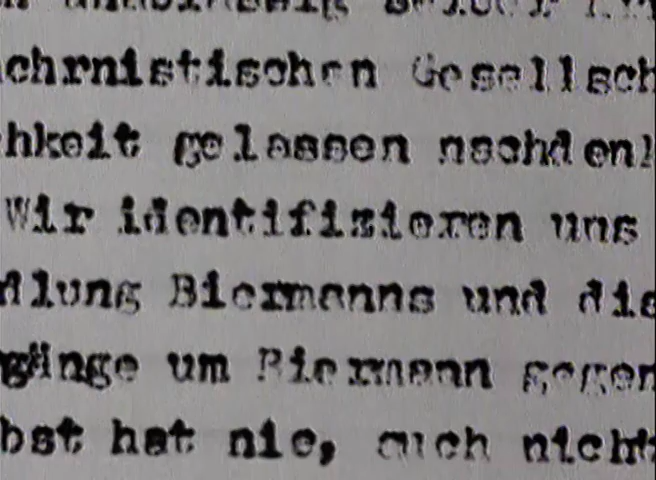 chrnistischen Gesellsch
hkeit gelassen nachdenk
Wir identifizieren uns
dlung Biermanns und die
gänge um Biermann gegen
bst hat nie, auch nicht